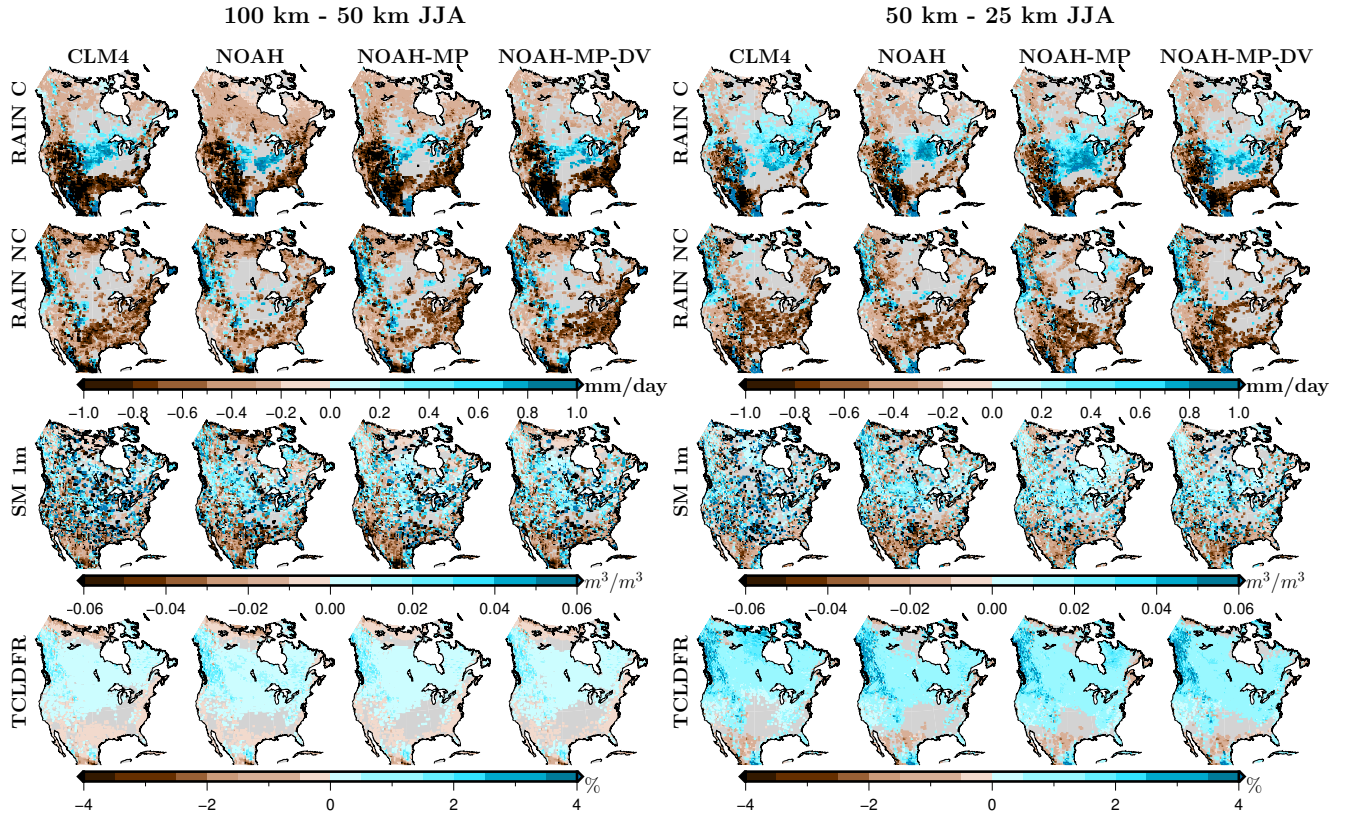 100 km - 50 km JJA 50 km - 25 km JJA
CLM4 NOAH NOAH-MP NOAH-MP-DV CLM4 NOAH NOAH-MP NOAH-MP-DV
RAIN C RAIN C
RAIN NC RAIN NC
mm/day mm/day
−1.0 −0.8 −0.6 −0.4 −0.2 0.0 0.2 0.4 0.6 0.8 1.0 −1.0 −0.8 −0.6 −0.4 −0.2 0.0 0.2 0.4 0.6 0.8 1.0
SM 1m SM 1m
m³/m³ m³/m³
−0.06 −0.04 −0.02 0.00 0.02 0.04 0.06 −0.06 −0.04 −0.02 0.00 0.02 0.04 0.06
TCLDFR TCLDFR
% %
−4 −2 0 2 4 −4 −2 0 2 4